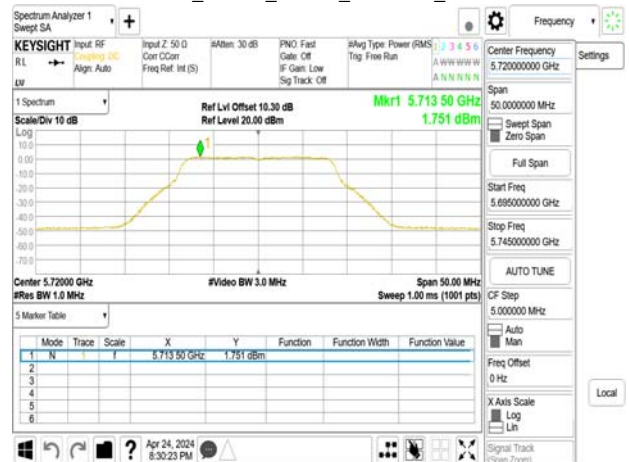 Spectrum Analyzer 1
Swept SA
Frequency
KEYSIGHT Input: RF
Coupling: DC
Align: Auto
Input Z: 50 Ω
Corr CCorr
Freq Ref: Int (S)
#Atten: 30 dB
PNO: Fast
Gate: Off
IF Gain: Low
Sig Track: Off
#Avg Type: Power (RMS)
Trig: Free Run
1 2 3 4 5 6
A W W W W W
A N N N N N
RL
LXI
1 Spectrum
Scale/Div 10 dB
Ref Lvl Offset 10.30 dB
Ref Level 20.00 dBm
Mkr1 5.713 50 GHz
1.751 dBm
Log
10.0
0.00
-10.0
-20.0
-30.0
-40.0
-50.0
-60.0
-70.0
1
Center 5.72000 GHz
#Res BW 1.0 MHz
#Video BW 3.0 MHz
Span 50.00 MHz
Sweep 1.00 ms (1001 pts)
5 Marker Table
Mode Trace Scale X Y Function Function Width Function Value
1 N 1 f 5.713 50 GHz 1.751 dBm
2
3
4
5
6
Apr 24, 2024
8:30:23 PM
Center Frequency
5.720000000 GHz
Settings
Span
50.0000000 MHz
Swept Span
Zero Span
Full Span
Start Freq
5.695000000 GHz
Stop Freq
5.745000000 GHz
AUTO TUNE
CF Step
5.000000 MHz
Auto
Man
Freq Offset
0 Hz
X Axis Scale
Log
Lin
Local
Signal Track
(Span Zoom)